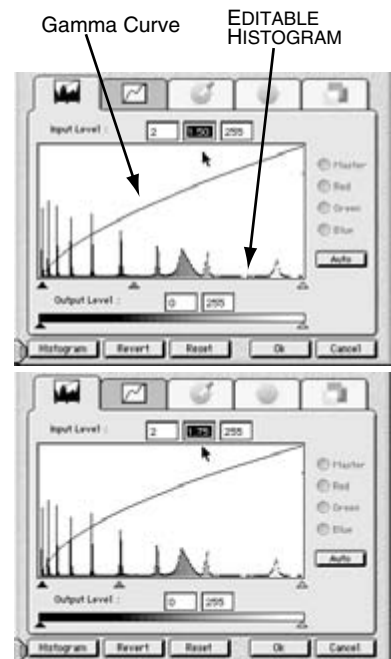 Gamma Curve
EDITABLE
HISTOGRAM
Input Level : 2 1.50 255
Master
Red
Green
Blue
Auto
Output Level : 0 255
Histogram Revert Reset Ok Cancel
Input Level : 2 1.75 255
Master
Red
Green
Blue
Auto
Output Level : 0 255
Histogram Revert Reset Ok Cancel